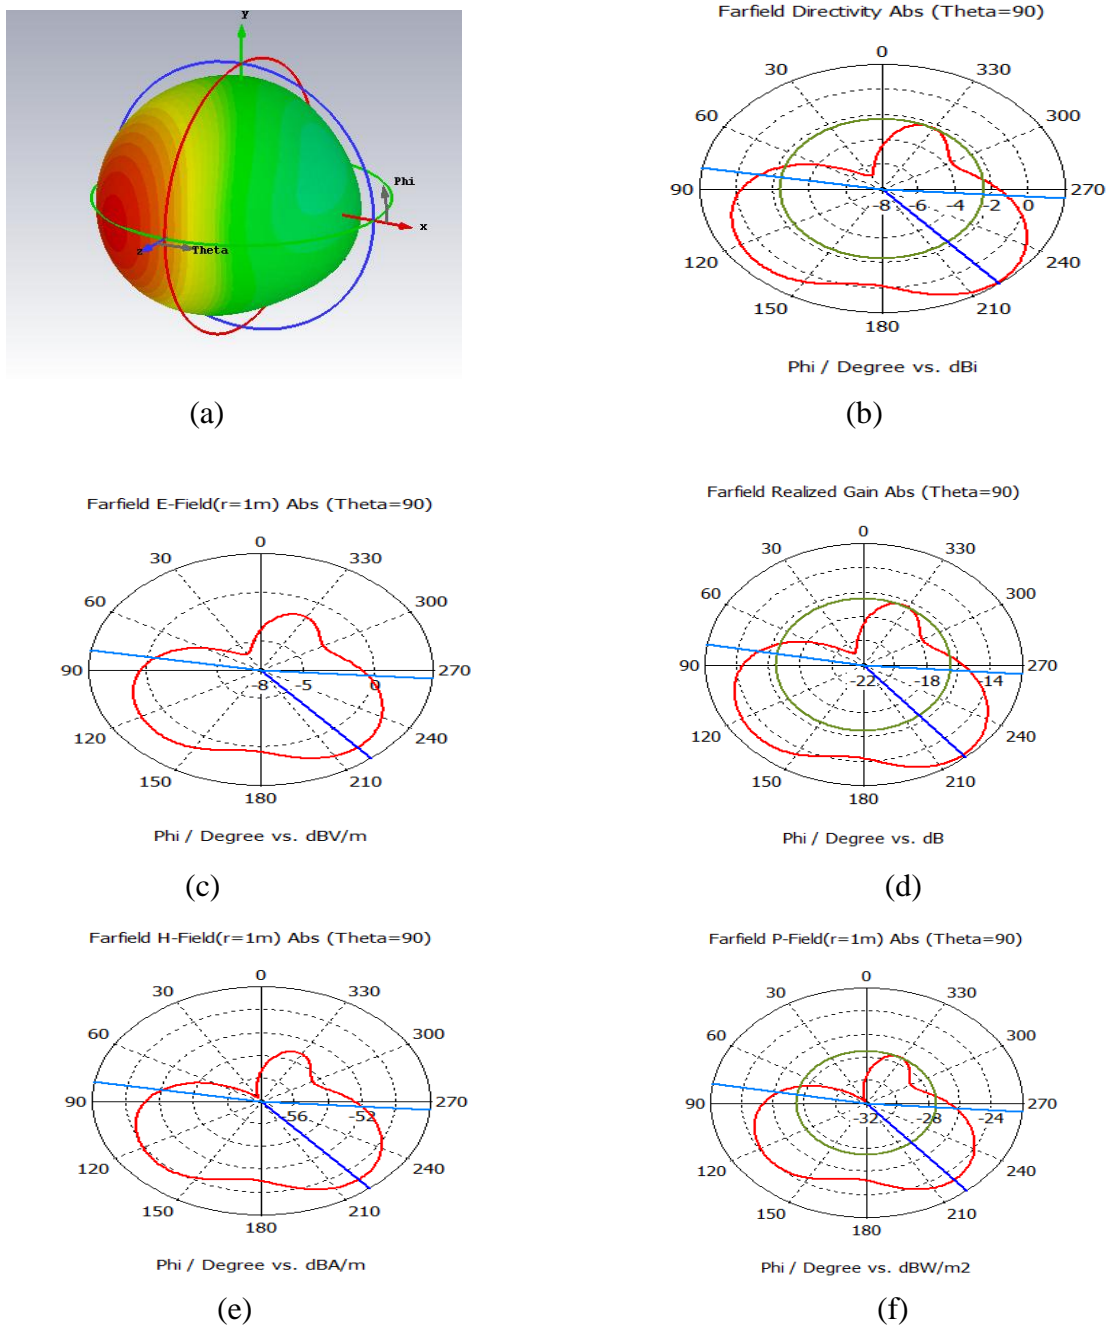 y
Phi
x
z
Theta
(a)
Farfield Directivity Abs (Theta=90)
0
30 330
60 300
90 -8 -6 -4 -2 0 270
120 240
150 210
180
Phi / Degree vs. dBi
(b)
Farfield E-Field(r=1m) Abs (Theta=90)
0
30 330
60 300
90 -8 -5 0 270
120 240
150 210
180
Phi / Degree vs. dBV/m
(c)
Farfield Realized Gain Abs (Theta=90)
0
30 330
60 300
90 -22 -18 -14 270
120 240
150 210
180
Phi / Degree vs. dB
(d)
Farfield H-Field(r=1m) Abs (Theta=90)
0
30 330
60 300
90 -56 -52 270
120 240
150 210
180
Phi / Degree vs. dBA/m
(e)
Farfield P-Field(r=1m) Abs (Theta=90)
0
30 330
60 300
90 -32 -28 -24 270
120 240
150 210
180
Phi / Degree vs. dBW/m2
(f)